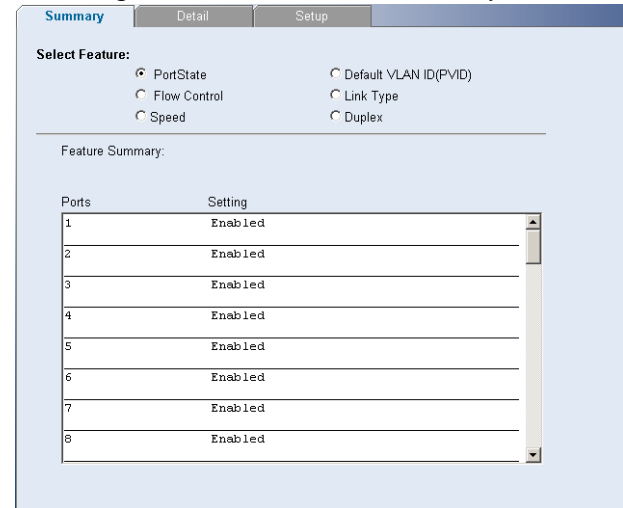 Summary Detail Setup
Select Feature:
PortState Default VLAN ID(PVID)
Flow Control Link Type
Speed Duplex
Feature Summary:
Ports Setting
1 Enabled
2 Enabled
3 Enabled
4 Enabled
5 Enabled
6 Enabled
7 Enabled
8 Enabled